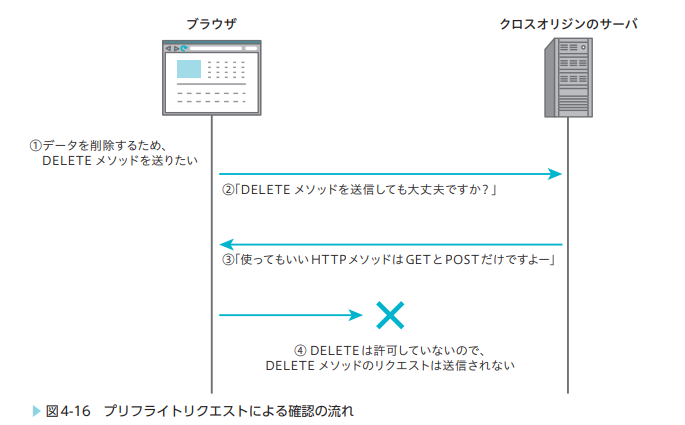 ブラウザ
クロスオリジンのサーバ
①データを削除するため、
DELETE メソッドを送りたい
②「DELETE メソッドを送信しても大丈夫ですか？」
③「使ってもいいHTTPメソッドはGETとPOSTだけですよー」
④ DELETEは許可していないので、
DELETE メソッドのリクエストは送信されない
図4-16　プリフライトリクエストによる確認の流れ